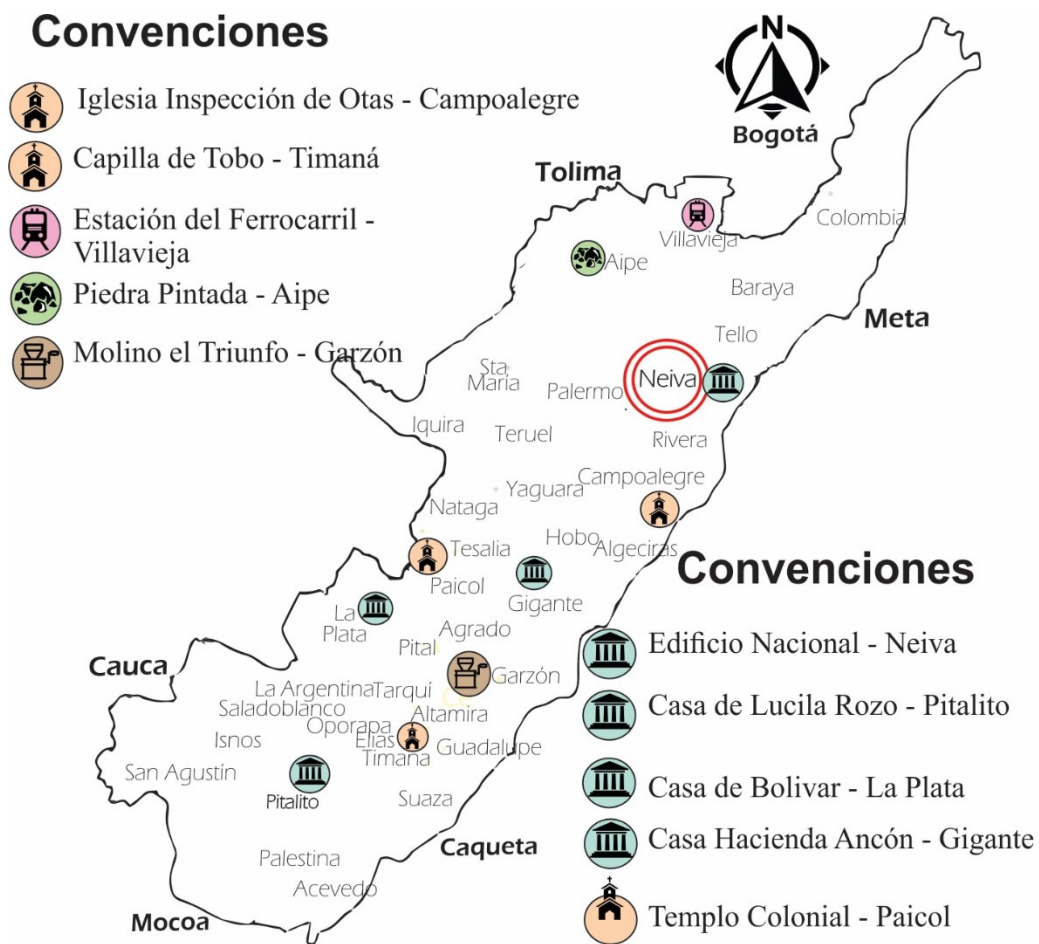 Convenciones
Iglesia Inspección de Otas - Campoalegre
Capilla de Tobo - Timaná
Estación del Ferrocarril -
Villavieja
Piedra Pintada - Aipe
Molino el Triunfo - Garzón
N
Bogotá
Tolima
Colombia
Villavieja
Aipe
Baraya
Meta
Tello
Sta
María
Palermo
Neiva
Iquira
Teruel
Rivera
Campoalegre
Yaguara
Nataga
Hobo
Algeciras
Tesalia
Paicol
Gigante
La
Plata
Agrado
Pital
Cauca
Garzón
La Argentina
Tarquí
Saladoblanco
Altamira
Oporapa
Isnos
Elias
Guadalupe
Timana
San Agustín
Pitalito
Suaza
Caqueta
Palestina
Acevedo
Mocoa
Convenciones
Edificio Nacional - Neiva
Casa de Lucila Rozo - Pitalito
Casa de Bolivar - La Plata
Casa Hacienda Ancón - Gigante
Templo Colonial - Paicol